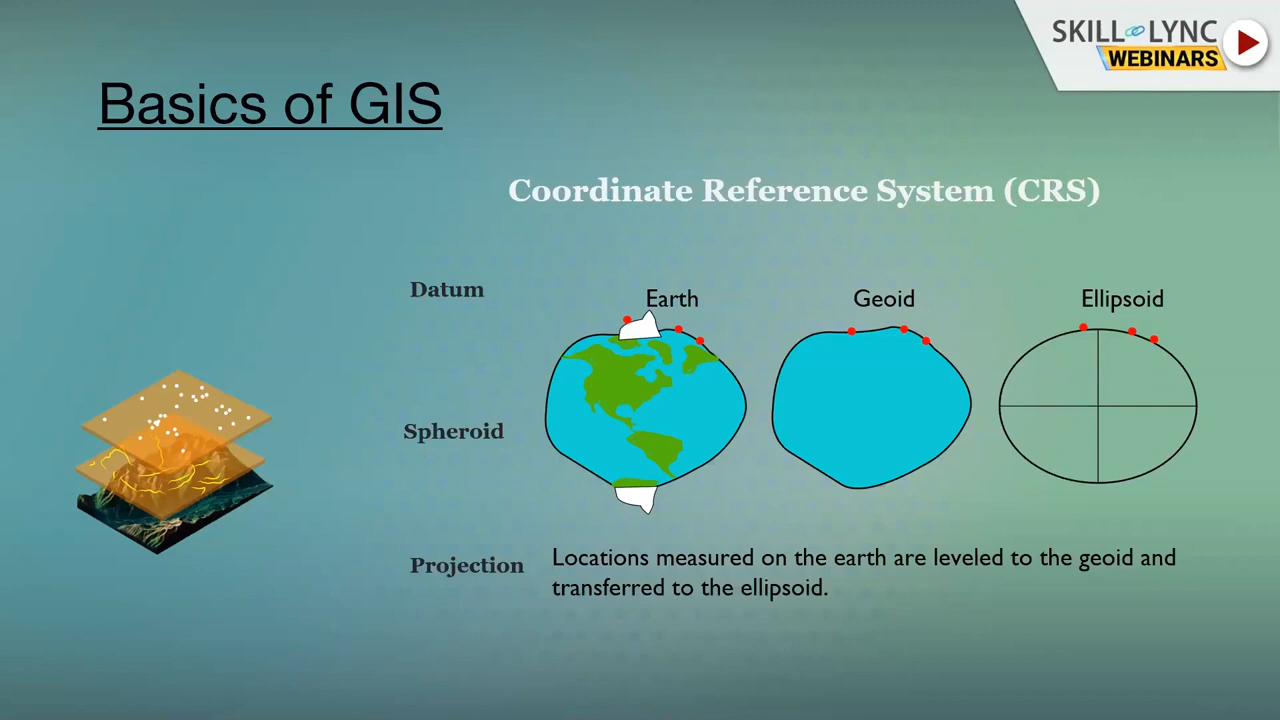 SKILL LYNC
WEBINARS
Basics of GIS
Coordinate Reference System (CRS)
Datum
Earth
Geoid
Ellipsoid
Spheroid
Projection
Locations measured on the earth are leveled to the geoid and
transferred to the ellipsoid.